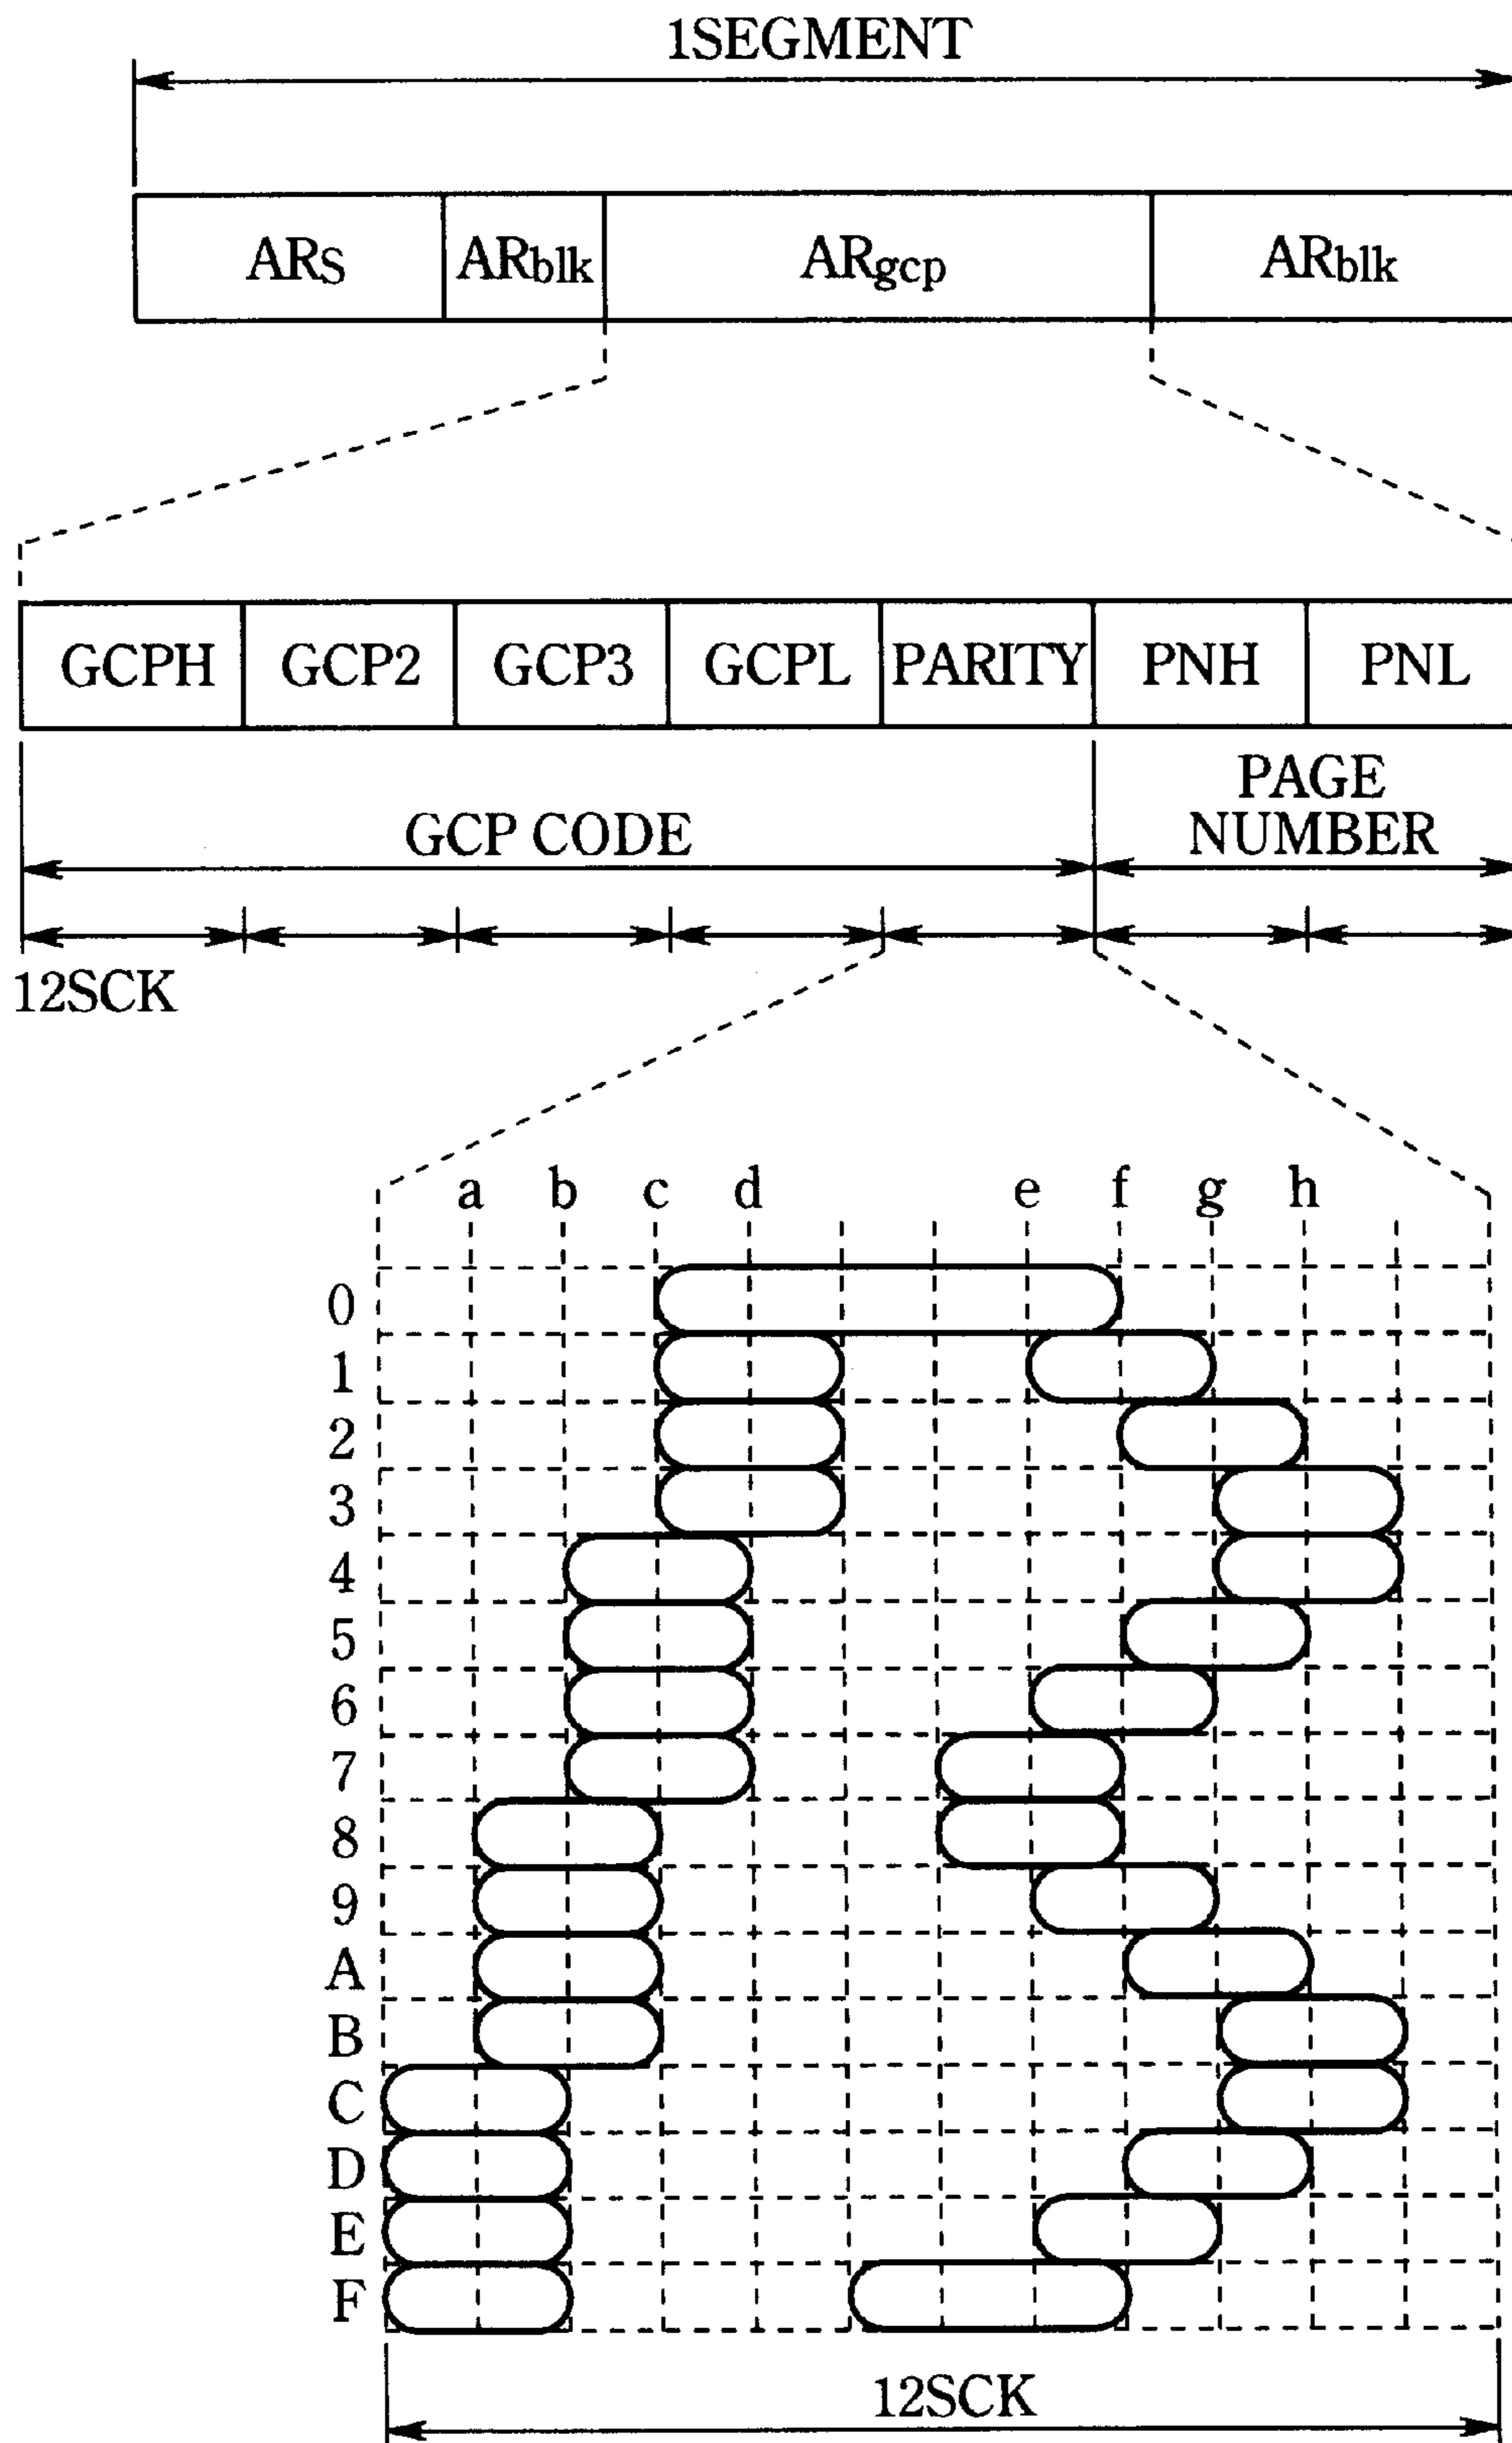 1SEGMENT
ARS ARblk ARgcp ARblk
GCPH GCP2 GCP3 GCPL PARITY PNH PNL
GCP CODE
PAGE
NUMBER
12SCK
a b c d e f g h
0
1
2
3
4
5
6
7
8
9
A
B
C
D
E
F
12SCK